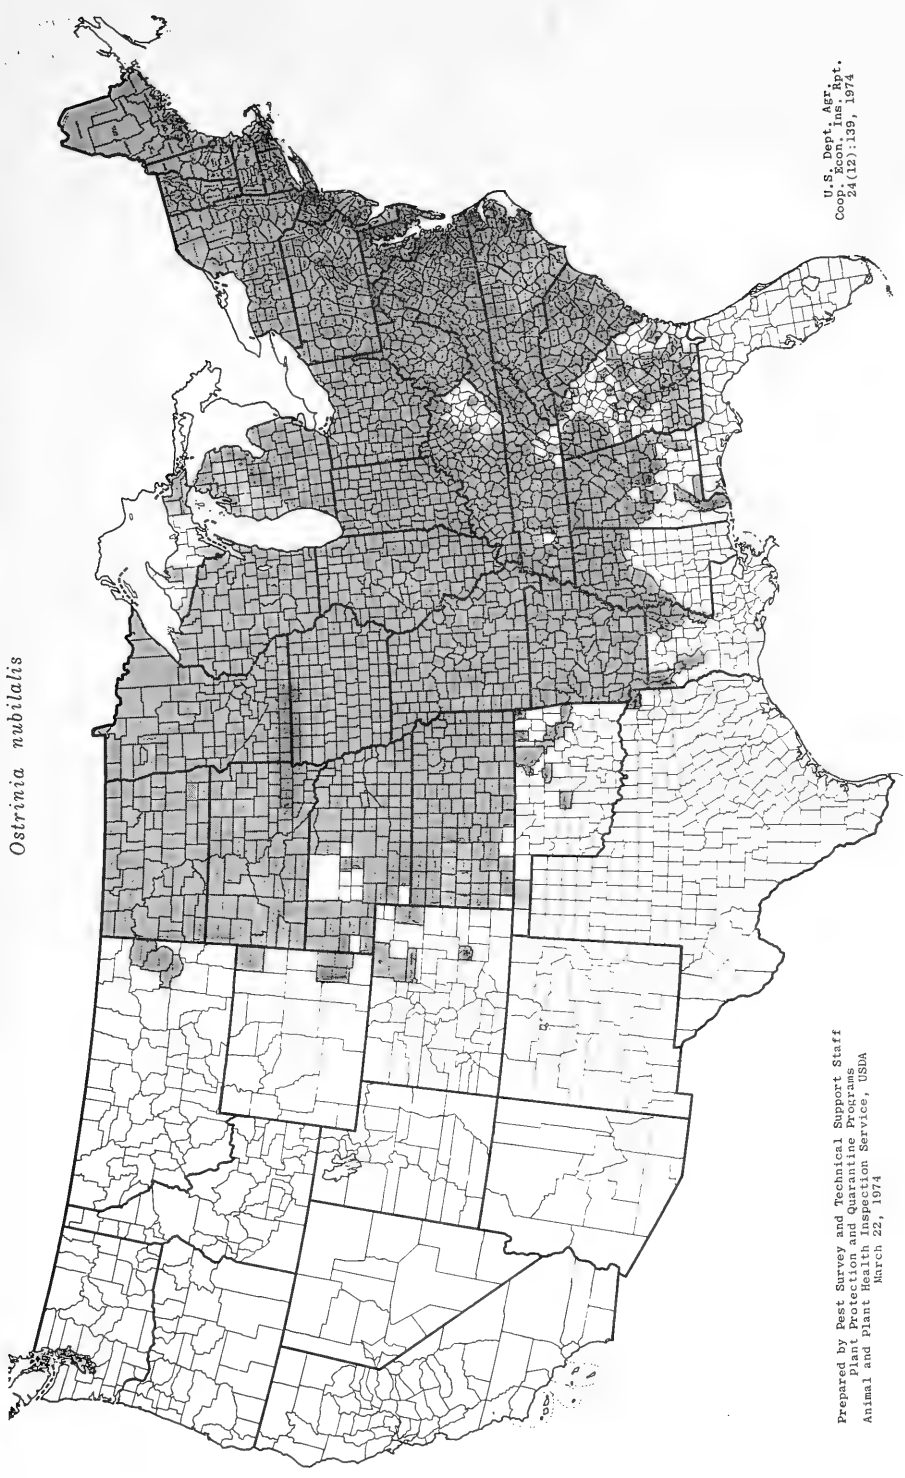 Ostrinia nubilalis
U.S. Dept. Agr.
Coop. Econ. Ins. Rpt.
24(12):139, 1974
Prepared by Pest Survey and Technical Support Staff
Plant Protection and Quarantine Programs
Animal and Plant Health Inspection Service, USDA
March 22, 1974